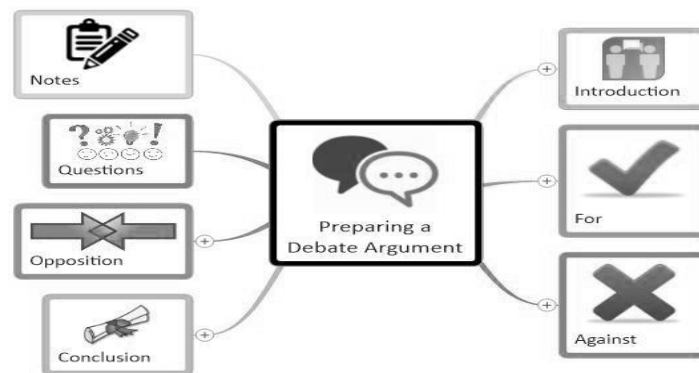 Notes
Questions
Opposition
Conclusion
Preparing a
Debate Argument
Introduction
For
Against